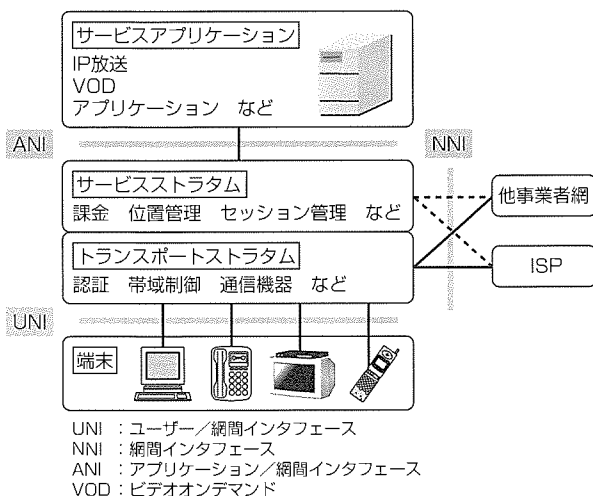 サービスアプリケーション
IP放送
VOD
アプリケーション など
ANI
NNI
サービスストラタム
課金 位置管理 セッション管理 など
他事業者網
トランスポートストラタム
認証 帯域制御 通信機器 など
ISP
UNI
端末
UNI :ユーザー/網間インタフェース
NNI :網間インタフェース
ANI :アプリケーション/網間インタフェース
VOD:ビデオオンデマンド